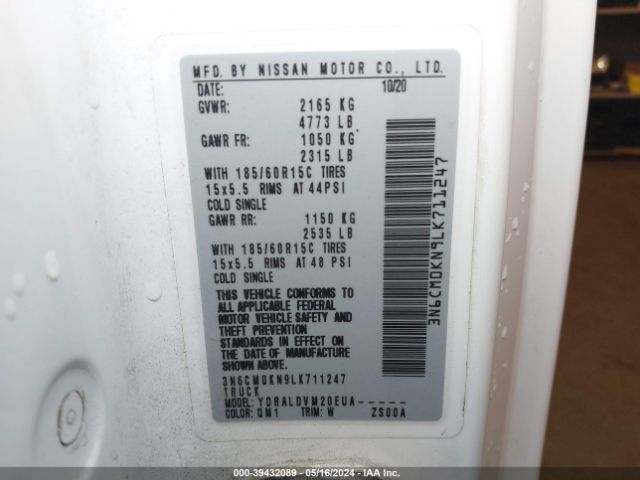 MFD. BY NISSAN MOTOR CO., LTD.
DATE: 10/20
GVWR: 2165 KG
4773 LB
GAWR FR: 1050 KG
2315 LB
WITH 185/60R15C TIRES
15x5.5 RIMS AT 44PSI
COLD SINGLE
GAWR RR: 1150 KG
2535 LB
WITH 185/60R15C TIRES
15x5.5 RIMS AT 48 PSI
COLD SINGLE
THIS VEHICLE CONFORMS TO
ALL APPLICABLE FEDERAL
MOTOR VEHICLE SAFETY AND
THEFT PREVENTION
STANDARDS IN EFFECT ON
THE DATE OF MANUFACTURE
SHOWN ABOVE.
3N6CM0KN9LK711247
TRUCK
MODEL: YDRALDVM20EUA-----
COLOR: QM1 TRIM: W ZS00A
3N6CM0KN9LK711247
000-39432089 - 05/16/2024 - IAA Inc.